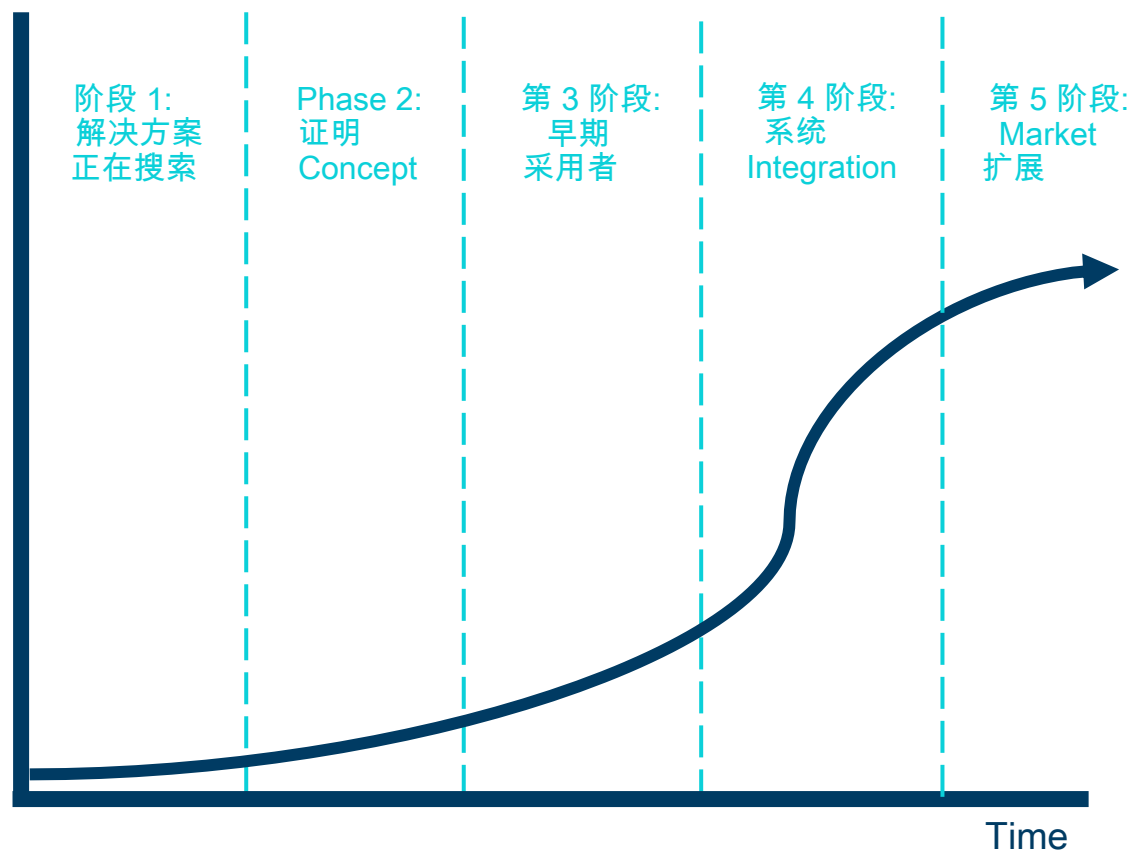 阶段 1:
解决方案
正在搜索
Phase 2:
证明
Concept
第 3 阶段:
早期
采用者
第 4 阶段:
系统
Integration
第 5 阶段:
Market
扩展
Time